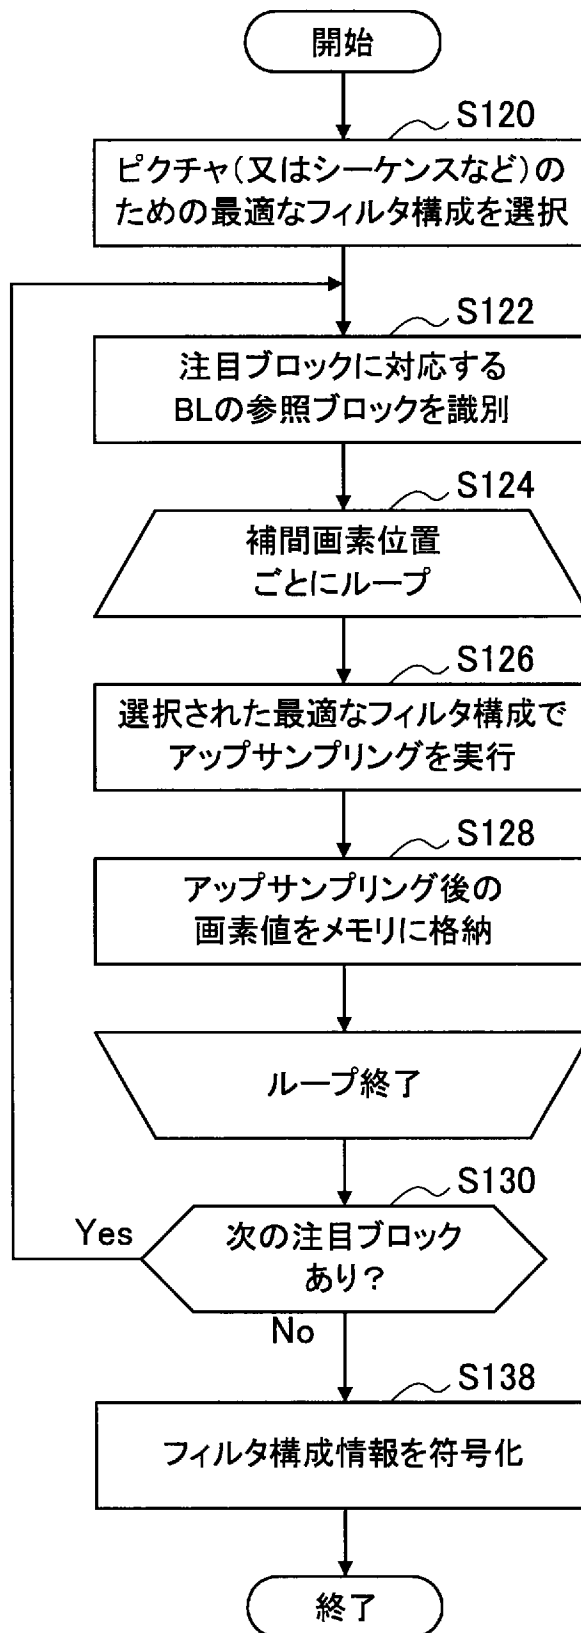 開始
S120
ピクチャ(又はシーケンスなど)の
ための最適なフィルタ構成を選択
S122
注目ブロックに対応する
BLの参照ブロックを識別
S124
補間画素位置
ごとにループ
S126
選択された最適なフィルタ構成で
アップサンプリングを実行
S128
アップサンプリング後の
画素値をメモリに格納
ループ終了
S130
Yes
次の注目ブロック
あり?
No
S138
フィルタ構成情報を符号化
終了